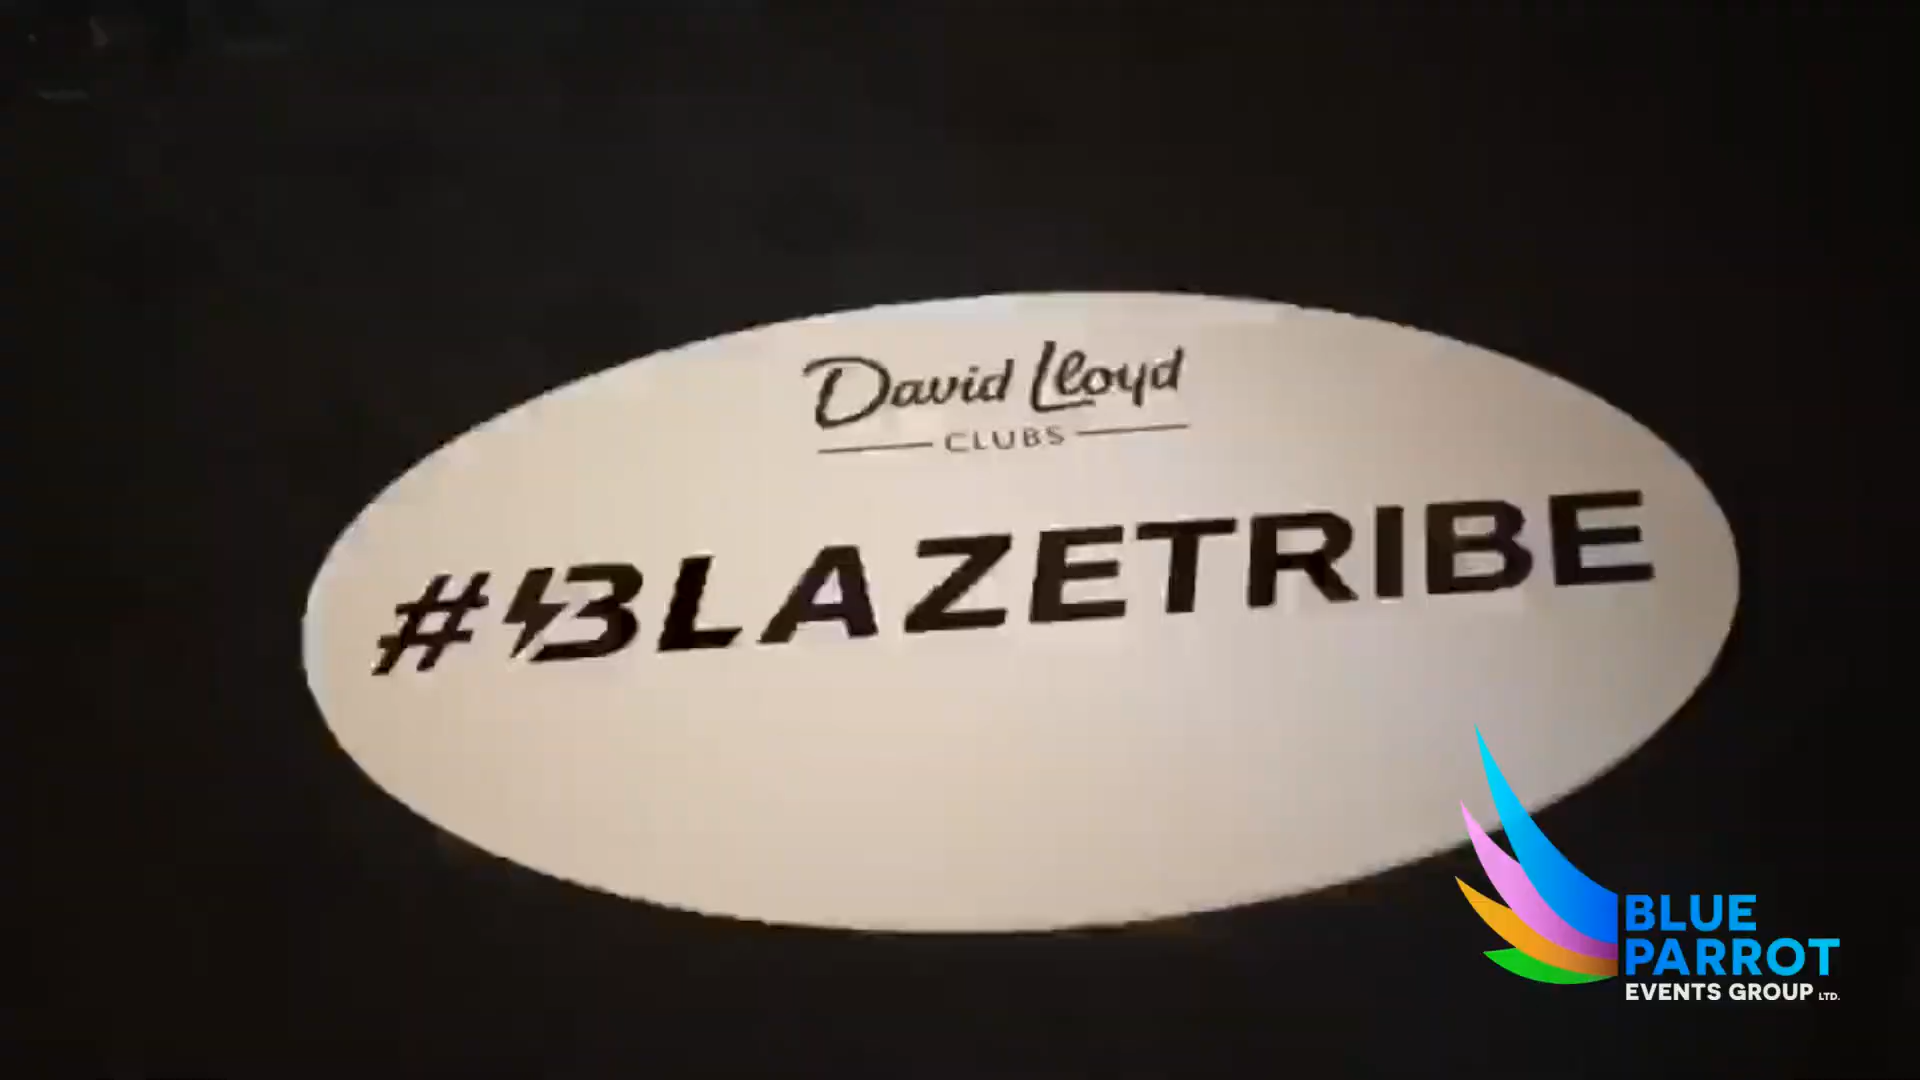 David Lloyd
CLUBS
#BLAZETRIBE
BLUE
PARROT
EVENTS GROUP LTD.